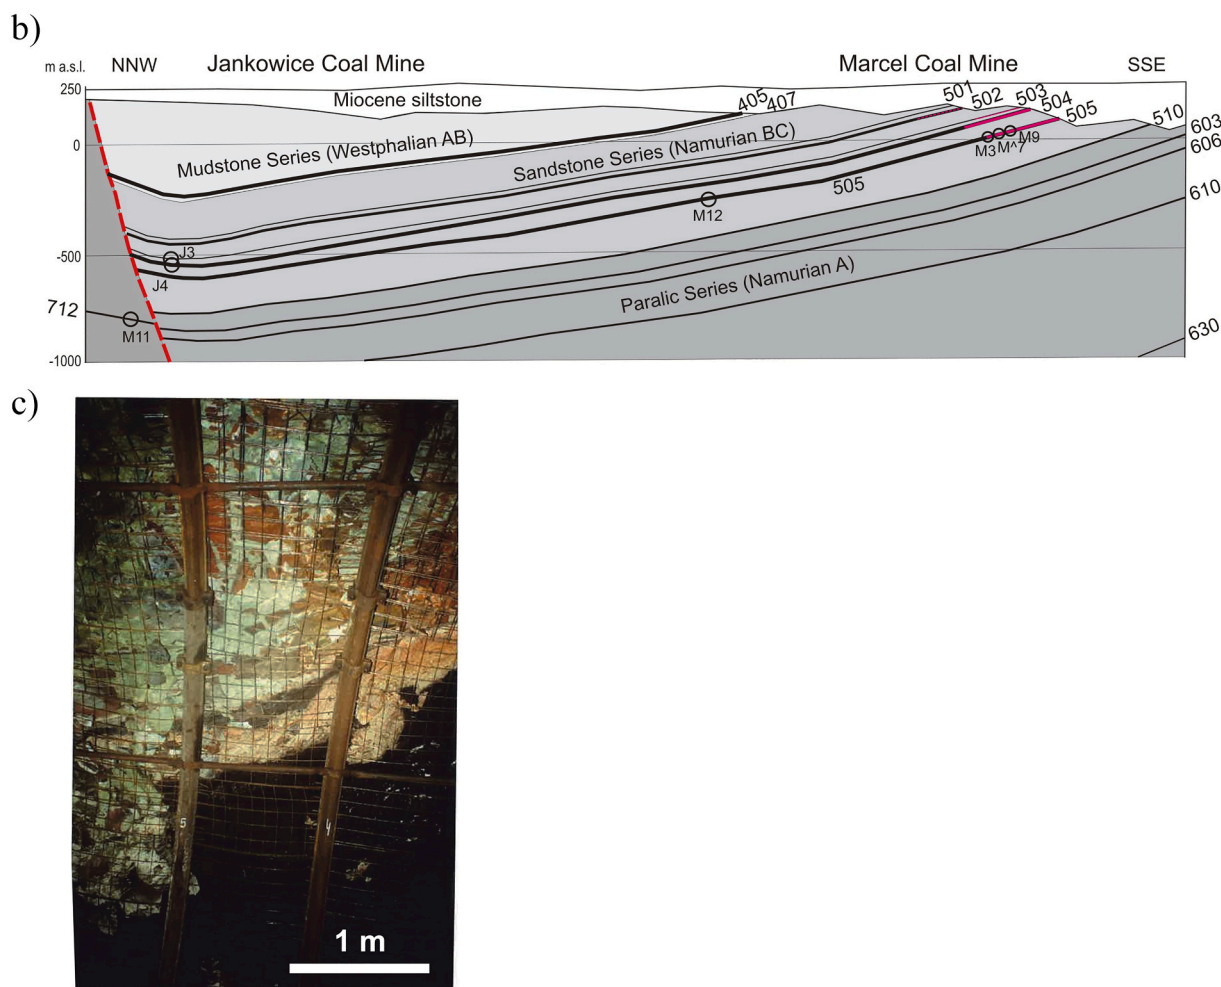 b)
m a.s.l. NNW Jankowice Coal Mine Marcel Coal Mine SSE
250
Miocene siltstone
405 407 501 502 503 504 505 510 603
606
0
Mudstone Series (Westphalian AB)
Sandstone Series (Namurian BC)
M3 M^7 M9
505
610
M12
-500
J3
J4
Paralic Series (Namurian A)
712
M11
630
-1000
c)
5 4
1 m